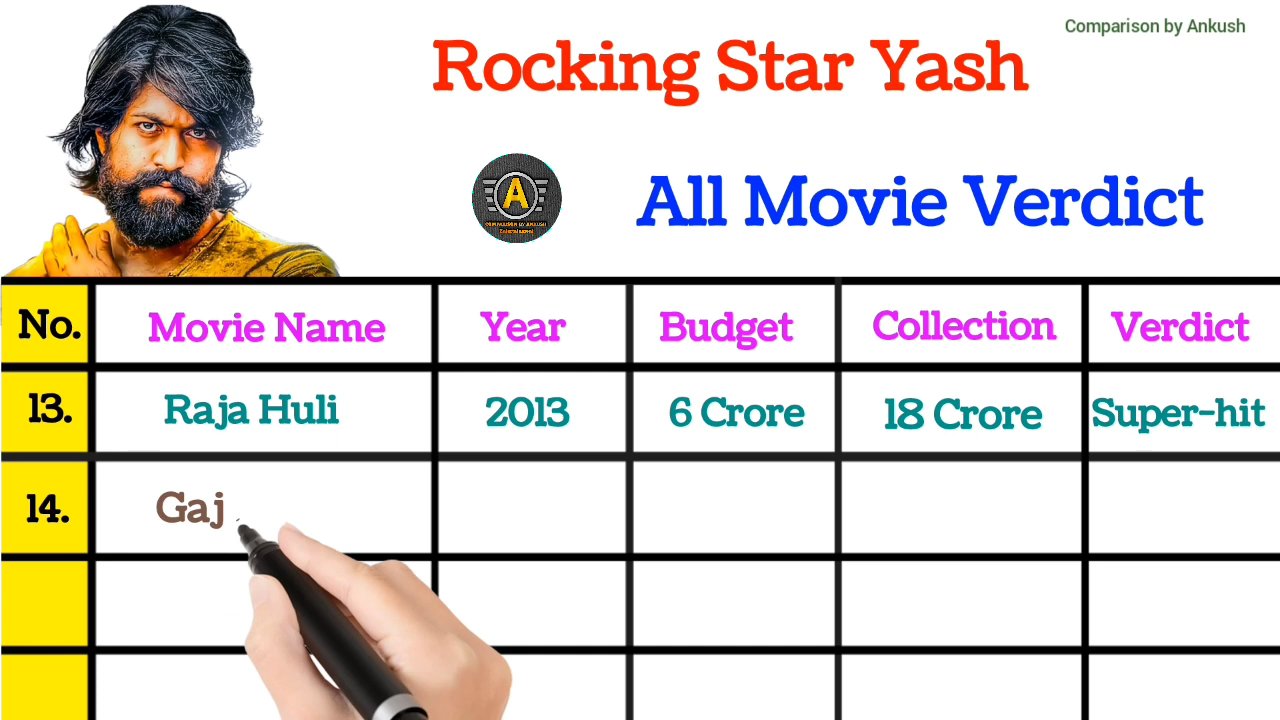 Comparison by Ankush
Rocking Star Yash
A
All Movie Verdict
No. Movie Name Year Budget Collection Verdict
13. Raja Huli 2013 6 Crore 18 Crore Super-hit
14. Gaj